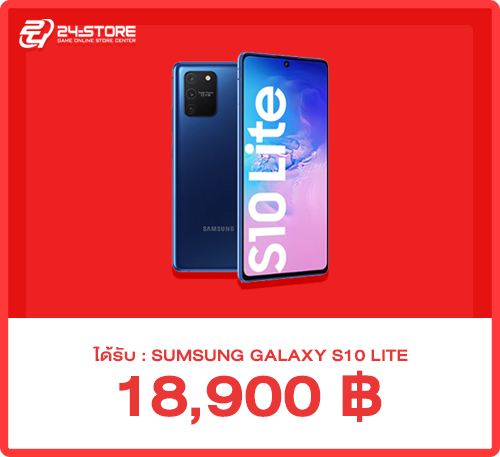 24-STORE
GAME ONLINE STORE CENTER
S10 Lite
SAMSUNG
ได้รับ : SUMSUNG GALAXY S10 LITE
18,900 ฿